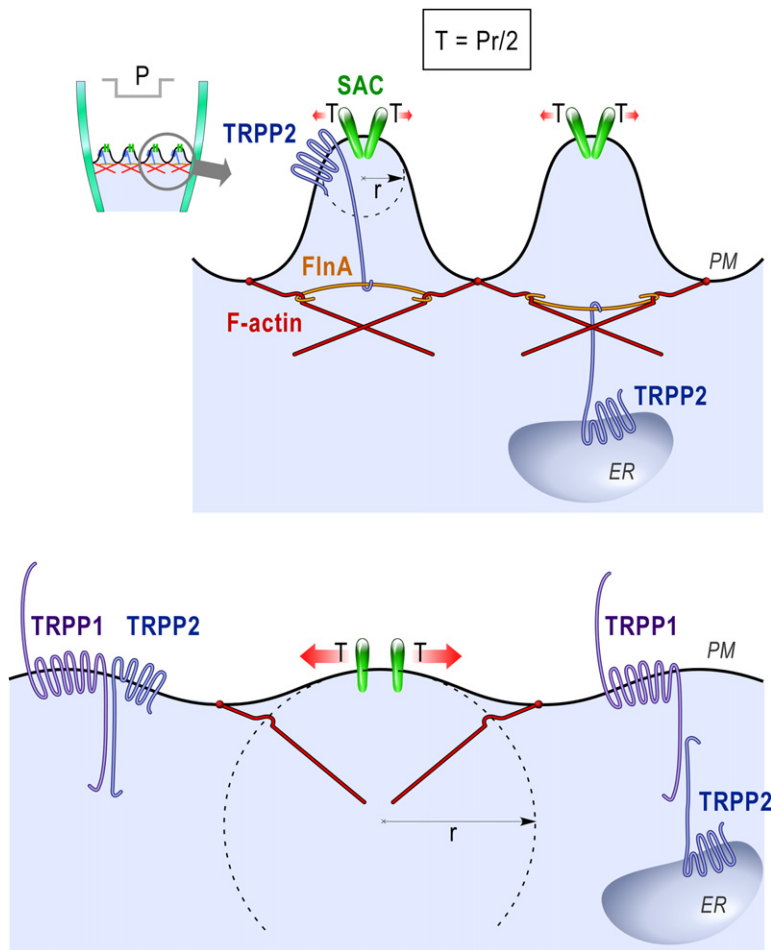 T = Pr/2
P
SAC
T
T
T
T
TRPP2
r
FlnA
PM
F-actin
TRPP2
ER
TRPP1
TRPP2
T
T
TRPP1
PM
r
TRPP2
ER